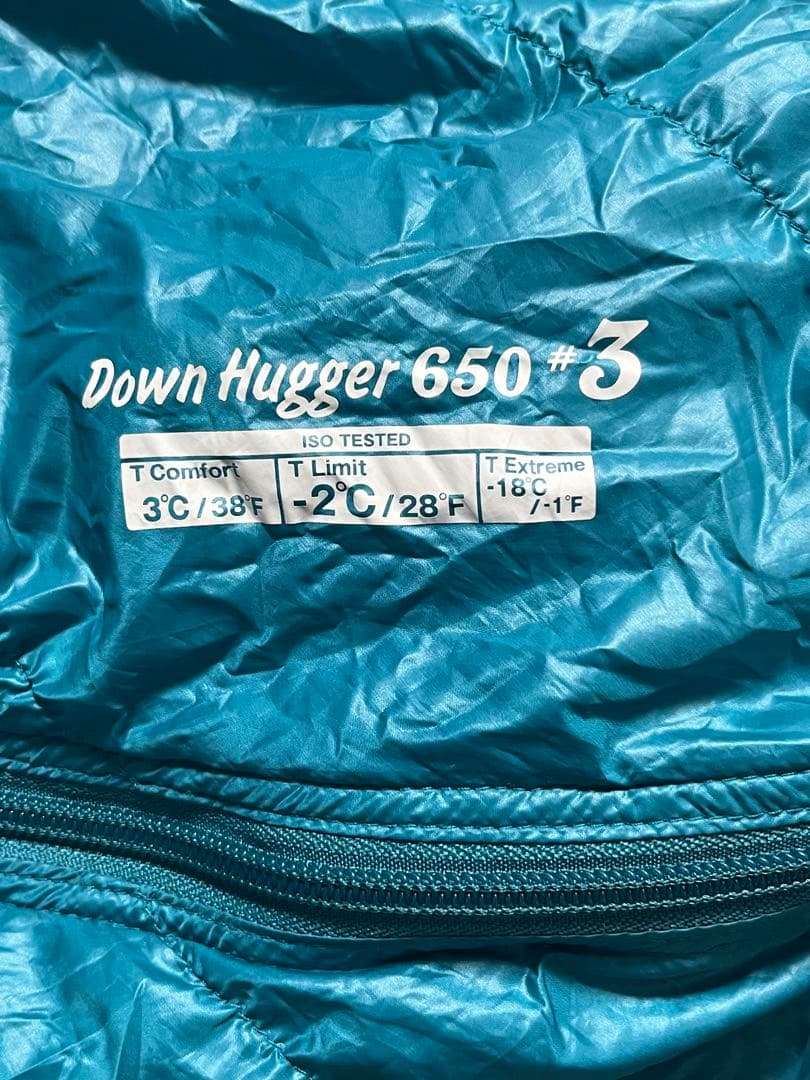 Down Hugger 650 #3
ISO TESTED
T Comfort T Limit T Extreme
3°C/38°F -2°C/28°F -18°C
/-1°F